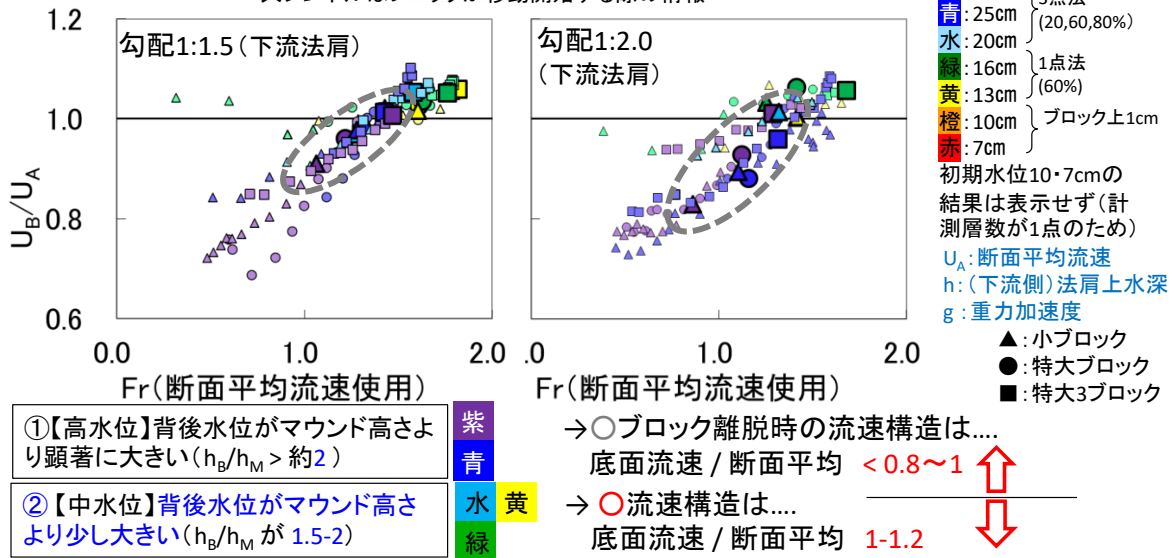 1.2
1.0
0.8
0.6
U_B/U_A
勾配1:1.5(下流法肩)
0.0
1.0
2.0
Fr(断面平均流速使用)
勾配1:2.0
(下流法肩)
.0
1.0
2.0
Fr(断面平均流速使用)
青:25cm
(20,60,80%)
水:20cm
緑:16cm
1点法
(60%)
黄:13cm
橙:10cm
ブロック上1cm
赤:7cm
初期水位10・7cmの
結果は表示せず(計
測層数が1点のため)
U_A:断面平均流速
h:(下流側)法肩上水深
g:重力加速度
▲:小ブロック
●:特大ブロック
■:特大3ブロック
①【高水位】背後水位がマウンド高さよ
り顕著に大きい(h_B/h_M > 約2 )
紫
青
②【中水位】背後水位がマウンド高さ
より少し大きい(h_B/h_M が 1.5-2)
水 黄
緑
→○ブロック離脱時の流速構造は....
底面流速 / 断面平均 < 0.8~1
→ ○流速構造は....
底面流速 / 断面平均 1-1.2